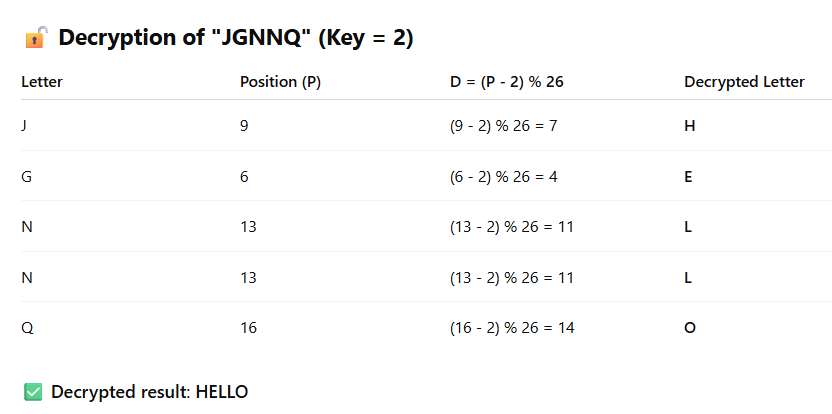 🔓 Decryption of "JGNNQ" (Key = 2)
Letter Position (P) D = (P - 2) % 26 Decrypted Letter
J 9 (9 - 2) % 26 = 7 H
G 6 (6 - 2) % 26 = 4 E
N 13 (13 - 2) % 26 = 11 L
N 13 (13 - 2) % 26 = 11 L
Q 16 (16 - 2) % 26 = 14 O
✅ Decrypted result: HELLO